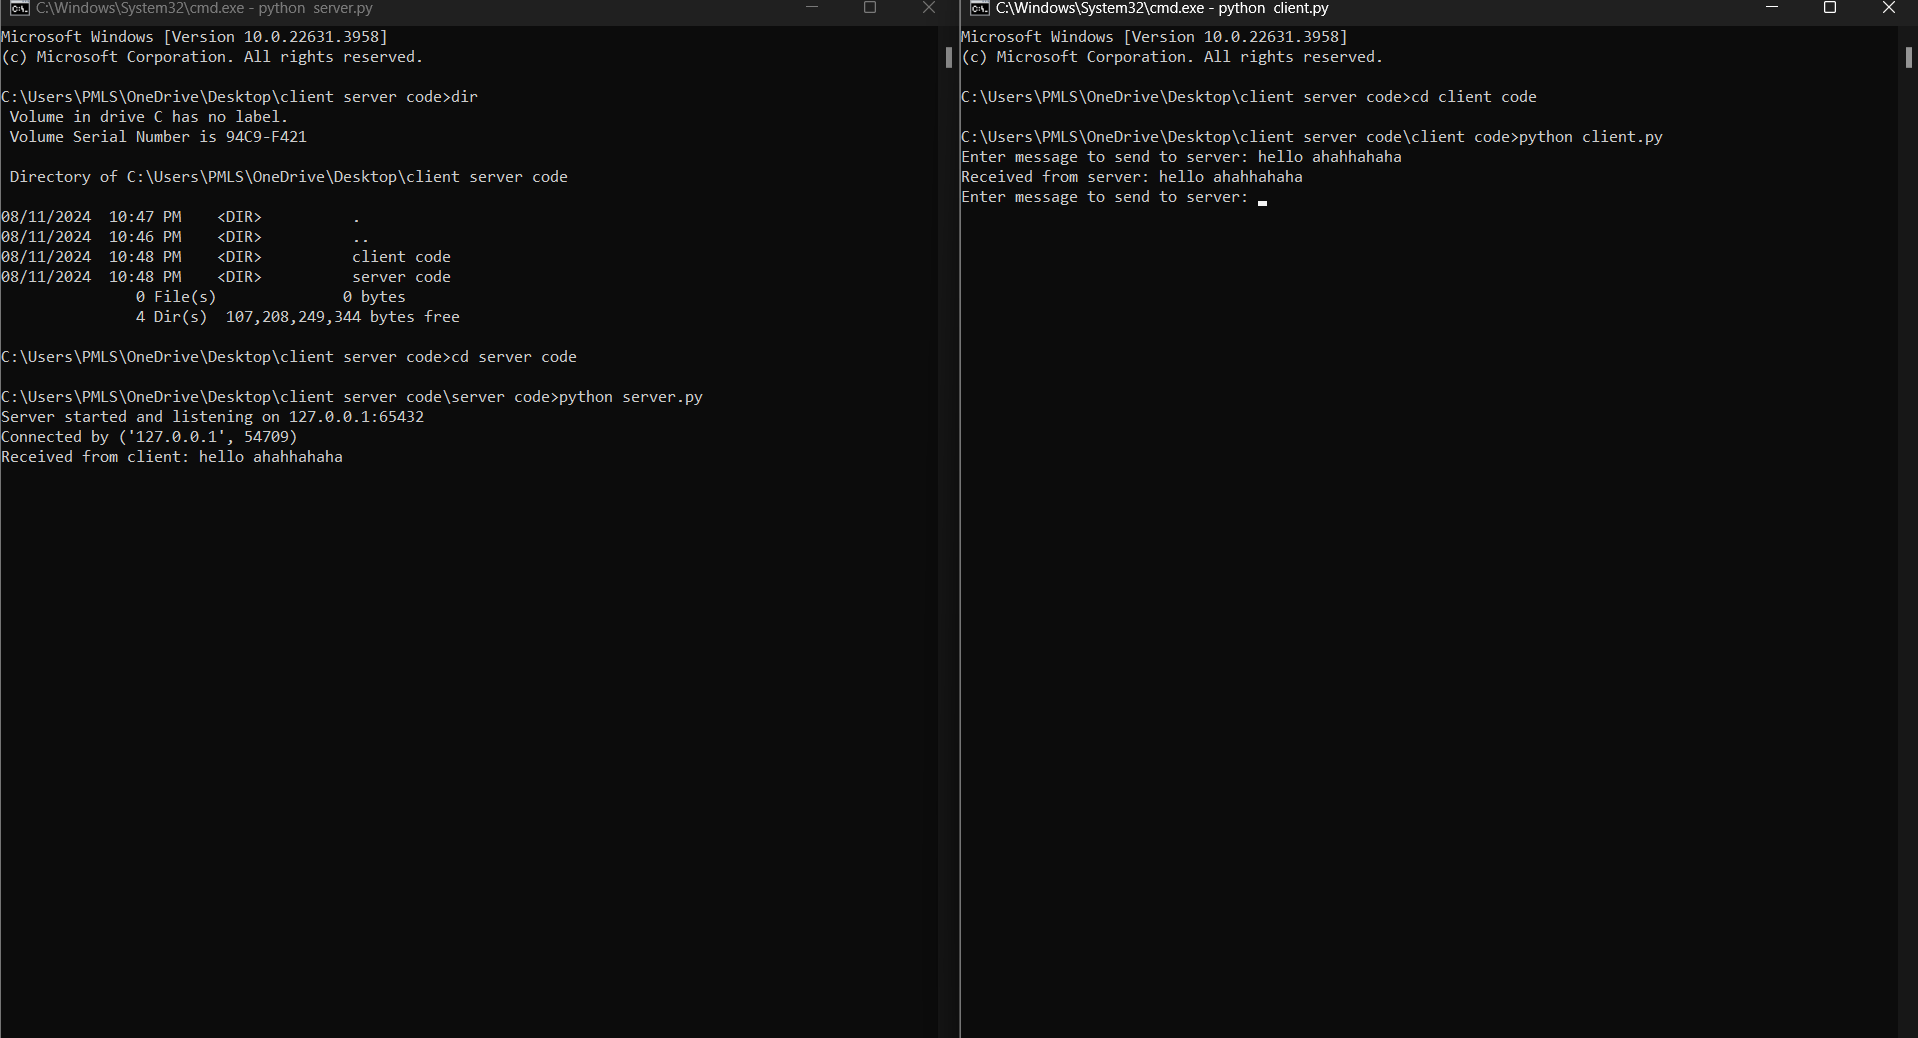 C:\Windows\System32\cmd.exe - python  server.py
Microsoft Windows [Version 10.0.22631.3958]
(c) Microsoft Corporation. All rights reserved.
C:\Users\PMLS\OneDrive\Desktop\client server code>dir
 Volume in drive C has no label.
 Volume Serial Number is 94C9-F421
 Directory of C:\Users\PMLS\OneDrive\Desktop\client server code
08/11/2024  10:47 PM    <DIR>          .
08/11/2024  10:46 PM    <DIR>          ..
08/11/2024  10:48 PM    <DIR>          client code
08/11/2024  10:48 PM    <DIR>          server code
               0 File(s)              0 bytes
               4 Dir(s)  107,208,249,344 bytes free
C:\Users\PMLS\OneDrive\Desktop\client server code>cd server code
C:\Users\PMLS\OneDrive\Desktop\client server code\server code>python server.py
Server started and listening on 127.0.0.1:65432
Connected by ('127.0.0.1', 54709)
Received from client: hello ahahhahaha
C:\Windows\System32\cmd.exe - python  client.py
Microsoft Windows [Version 10.0.22631.3958]
(c) Microsoft Corporation. All rights reserved.
C:\Users\PMLS\OneDrive\Desktop\client server code>cd client code
C:\Users\PMLS\OneDrive\Desktop\client server code\client code>python client.py
Enter message to send to server: hello ahahhahaha
Received from server: hello ahahhahaha
Enter message to send to server: